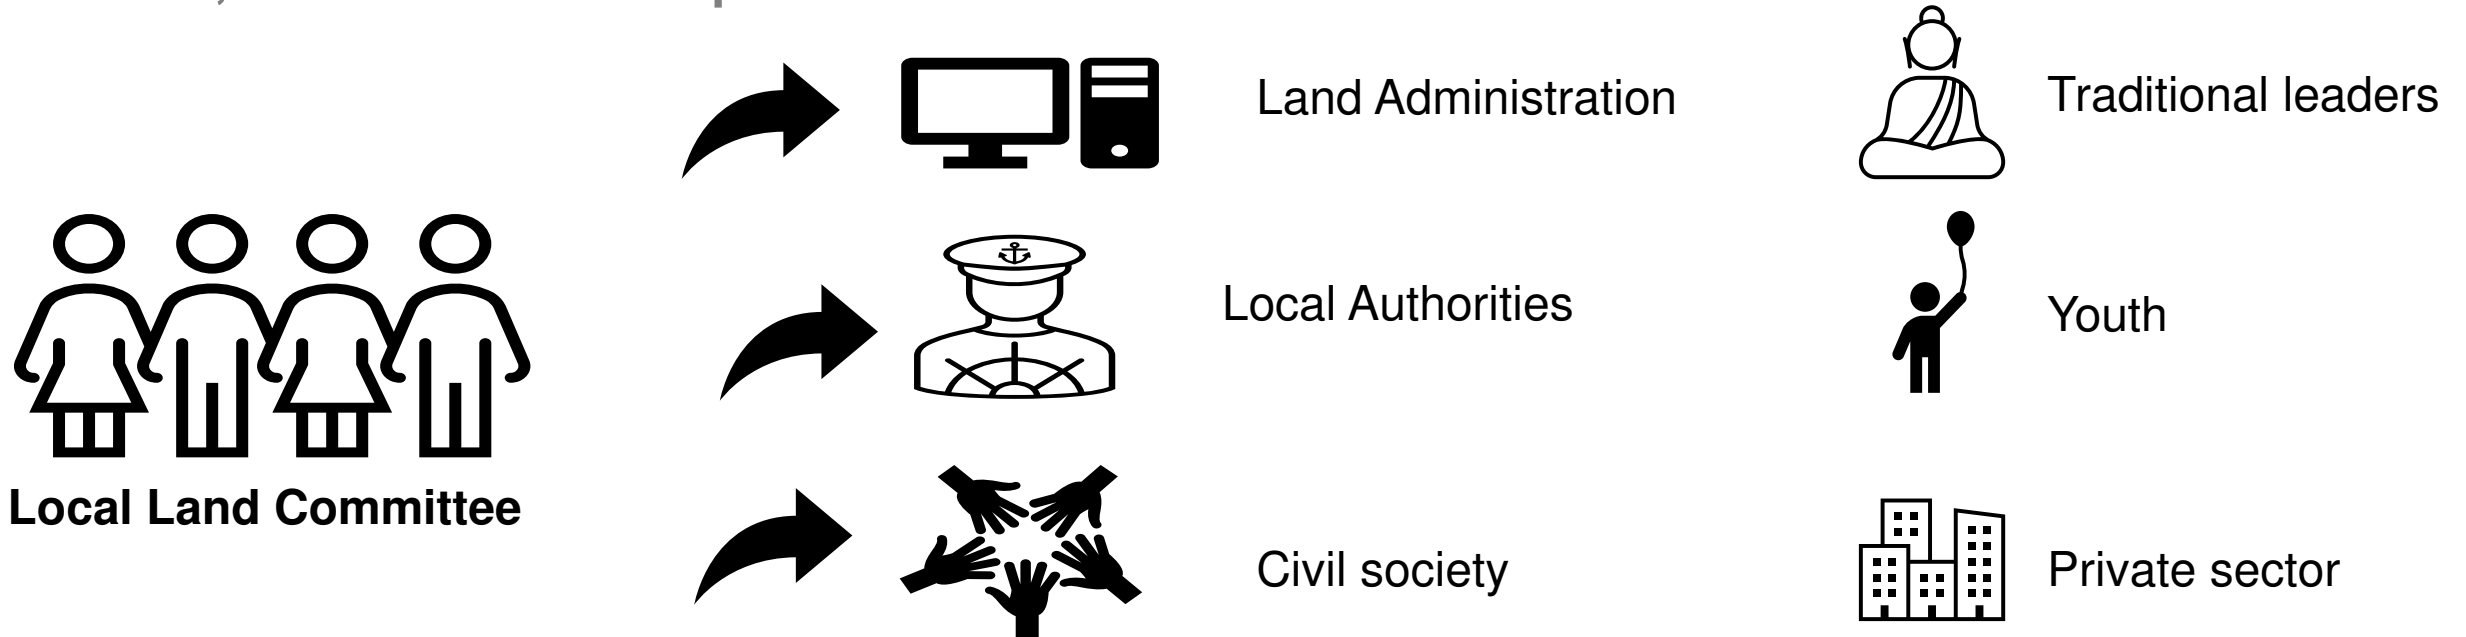 Land Administration
Traditional leaders
Local Authorities
Youth
Local Land Committee
Civil society
Private sector